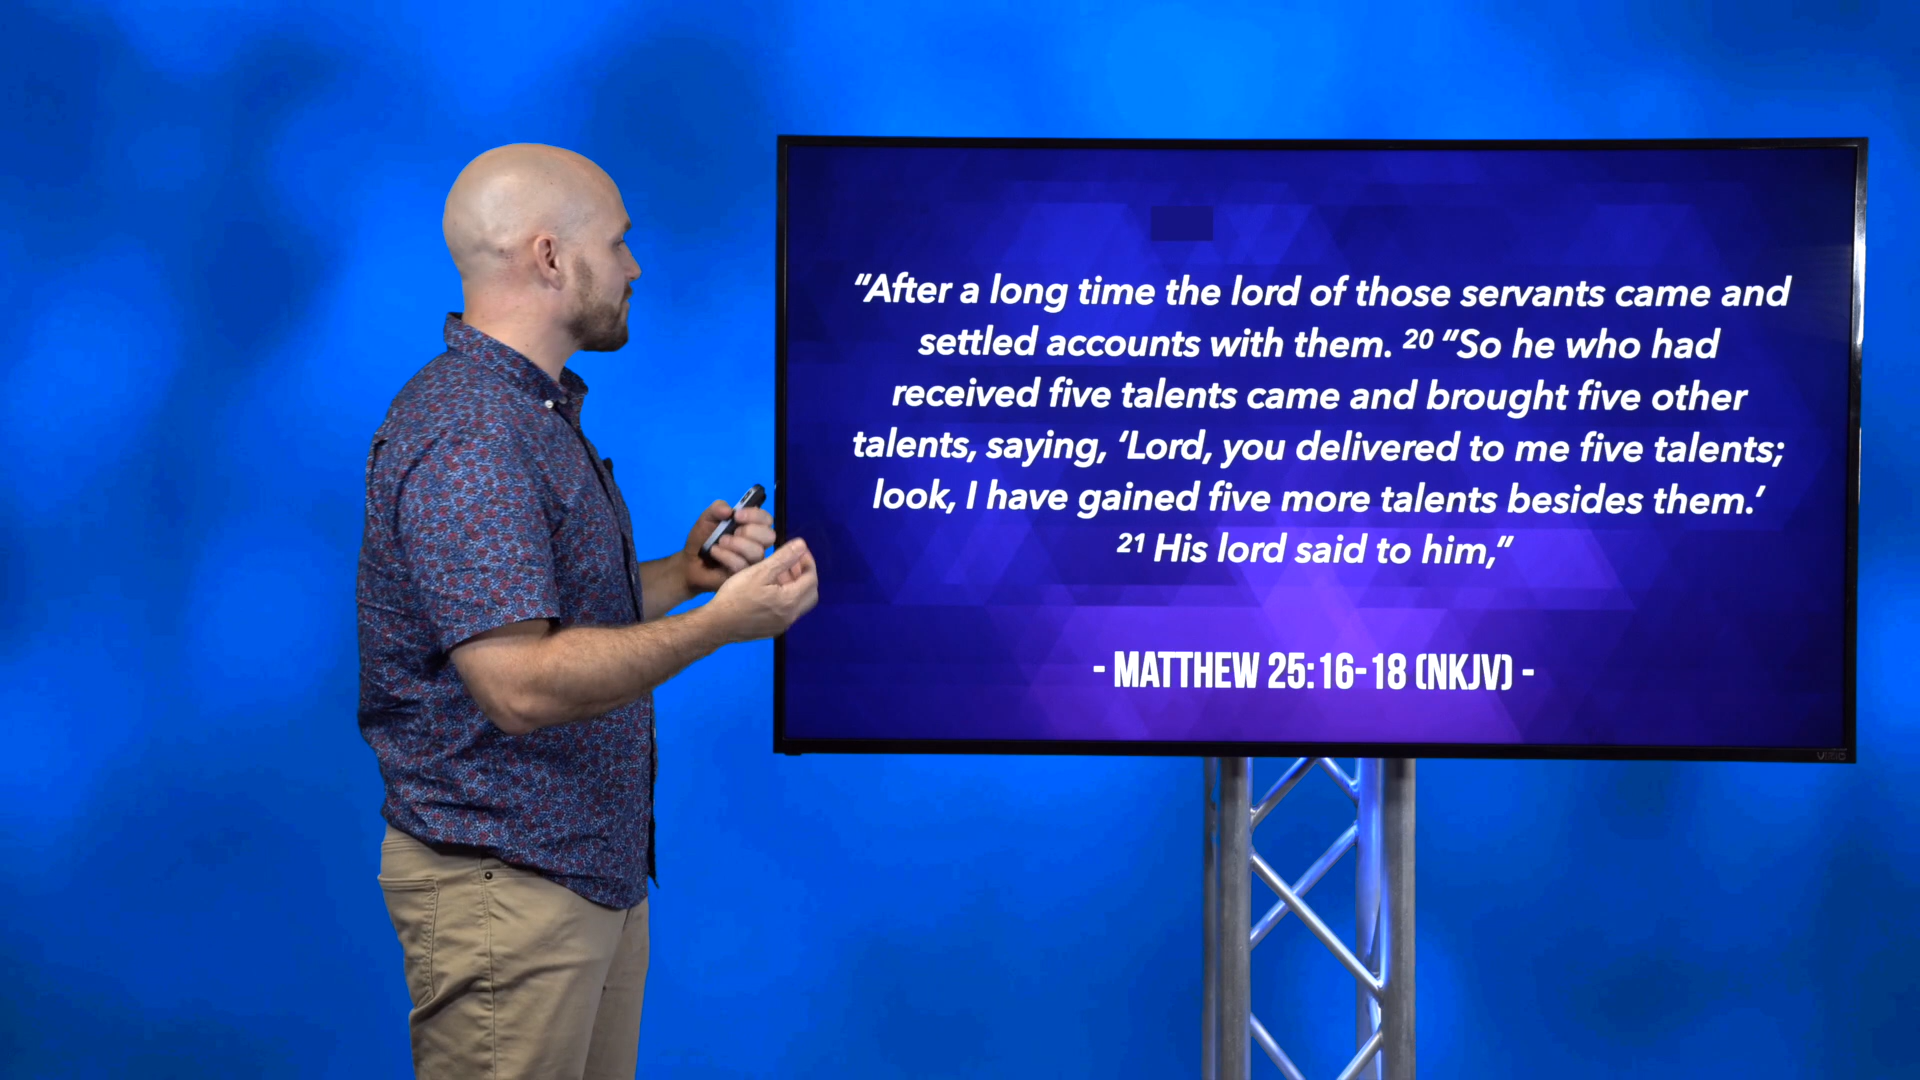 “After a long time the lord of those servants came and
settled accounts with them. 20 “So he who had
received five talents came and brought five other
talents, saying, ‘Lord, you delivered to me five talents;
look, I have gained five more talents besides them.’
21 His lord said to him,”
- MATTHEW 25:16-18 (NKJV) -
VIZIO